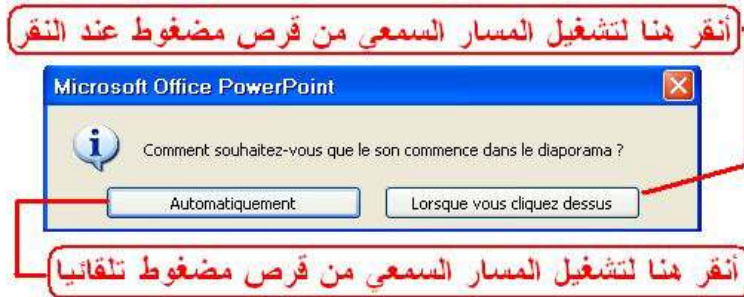 أنقر هنا لتشغيل المسار السمعي من قرص مضغوط عند النقر
Microsoft Office PowerPoint
Comment souhaitez-vous que le son commence dans le diaporama ?
Automatiquement
Lorsque vous cliquez dessus
أنقر هنا لتشغيل المسار السمعي من قرص مضغوط تلقائيا